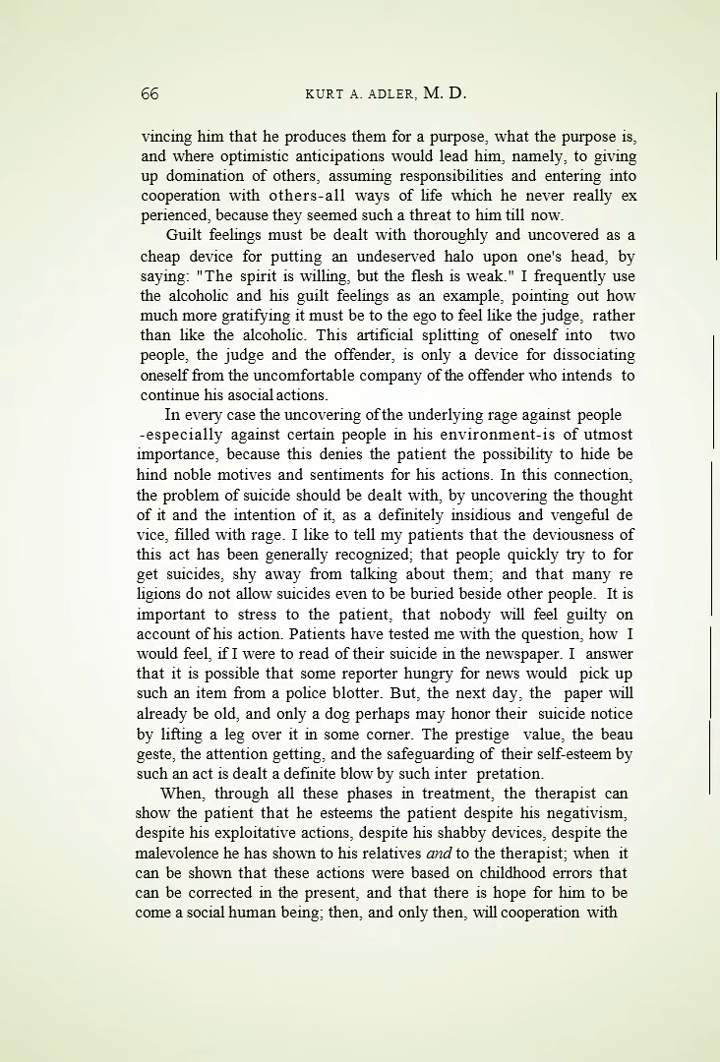 66 KURT A. ADLER, M. D.
vincing him that he produces them for a purpose, what the purpose is,
and where optimistic anticipations would lead him, namely, to giving
up domination of others, assuming responsibilities and entering into
cooperation with others-all ways of life which he never really ex
perienced, because they seemed such a threat to him till now.
Guilt feelings must be dealt with thoroughly and uncovered as a
cheap device for putting an undeserved halo upon one's head, by
saying: "The spirit is willing, but the flesh is weak." I frequently use
the alcoholic and his guilt feelings as an example, pointing out how
much more gratifying it must be to the ego to feel like the judge, rather
than like the alcoholic. This artificial splitting of oneself into two
people, the judge and the offender, is only a device for dissociating
oneself from the uncomfortable company of the offender who intends to
continue his asocial actions.
In every case the uncovering of the underlying rage against people
-especially against certain people in his environment-is of utmost
importance, because this denies the patient the possibility to hide be
hind noble motives and sentiments for his actions. In this connection,
the problem of suicide should be dealt with, by uncovering the thought
of it and the intention of it, as a definitely insidious and vengeful de
vice, filled with rage. I like to tell my patients that the deviousness of
this act has been generally recognized; that people quickly try to for
get suicides, shy away from talking about them; and that many re
ligions do not allow suicides even to be buried beside other people. It is
important to stress to the patient, that nobody will feel guilty on
account of his action. Patients have tested me with the question, how I
would feel, if I were to read of their suicide in the newspaper. I answer
that it is possible that some reporter hungry for news would pick up
such an item from a police blotter. But, the next day, the paper will
already be old, and only a dog perhaps may honor their suicide notice
by lifting a leg over it in some corner. The prestige value, the beau
geste, the attention getting, and the safeguarding of their self-esteem by
such an act is dealt a definite blow by such inter pretation.
When, through all these phases in treatment, the therapist can
show the patient that he esteems the patient despite his negativism,
despite his exploitative actions, despite his shabby devices, despite the
malevolence he has shown to his relatives and to the therapist; when it
can be shown that these actions were based on childhood errors that
can be corrected in the present, and that there is hope for him to be
come a social human being; then, and only then, will cooperation with